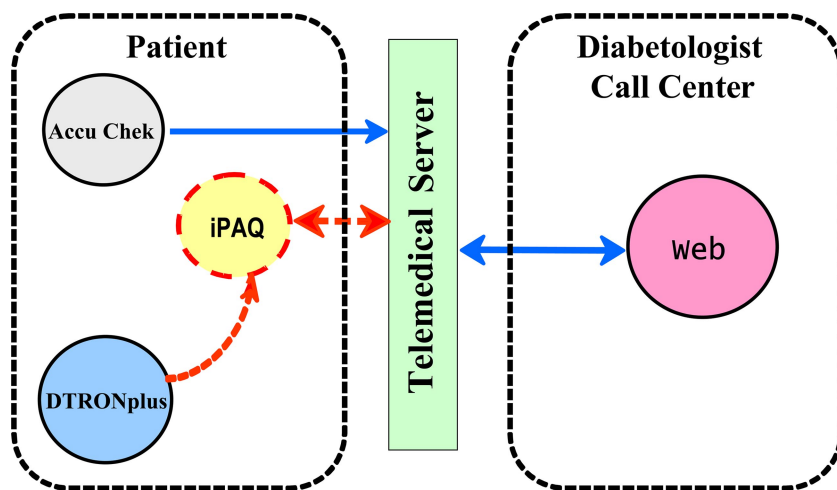 Patient
Accu Chek
iPAQ
DTRONplus
Telemedical Server
Diabetologist
Call Center
Web